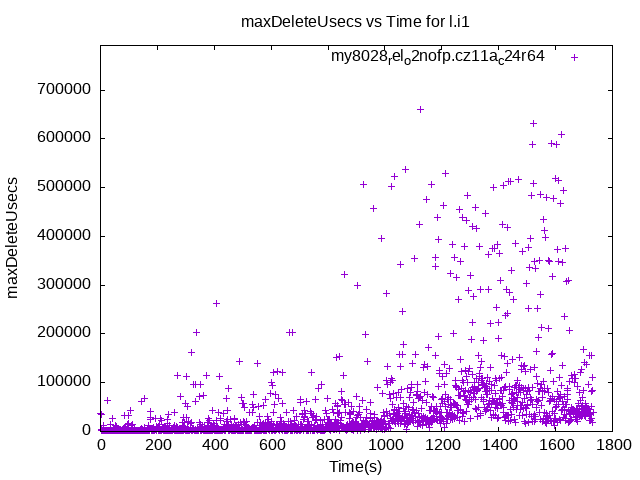 maxDeleteUsecs vs Time for l.i1
my8028rel_o2nofp.cz11a_c24r64
700000
600000
500000
400000
300000
200000
100000
0
maxDeleteUsecs
0 200 400 600 800 1000 1200 1400 1600 1800
Time(s)